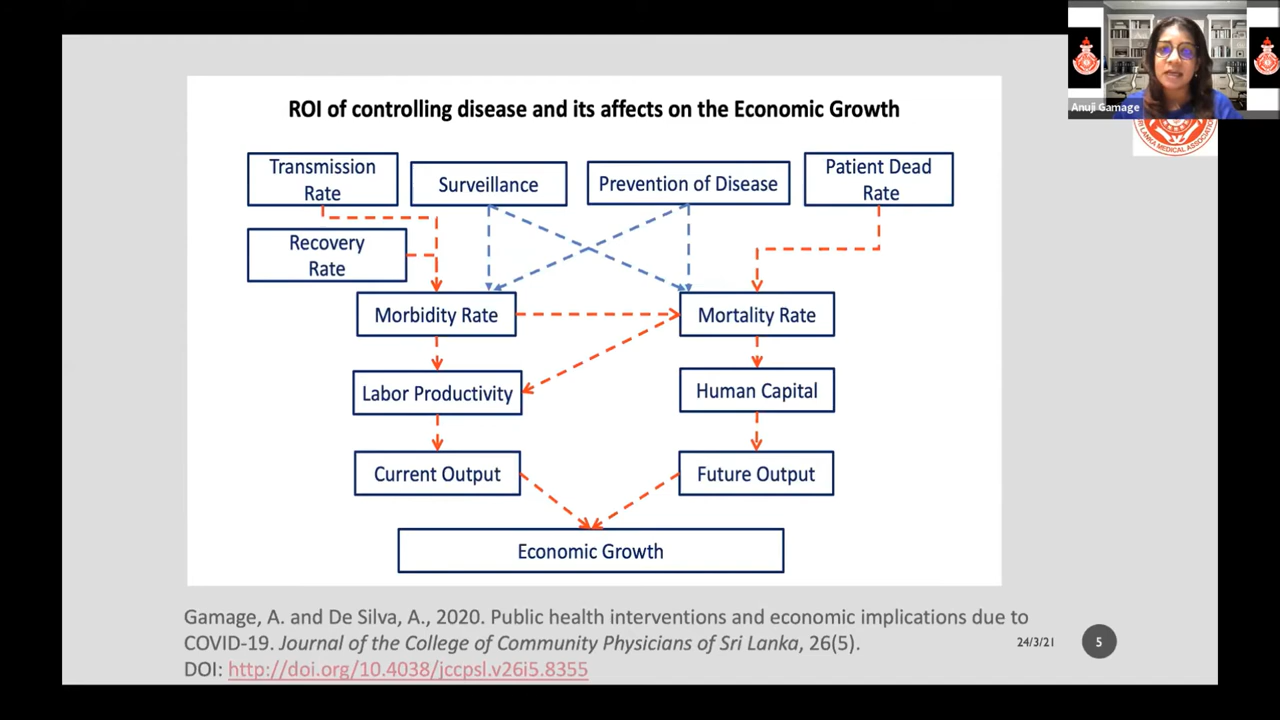 ROI of controlling disease and its affects on the Economic Growth
Transmission
Rate
Surveillance
Prevention of Disease
Patient Dead
Rate
Recovery
Rate
Morbidity Rate
Mortality Rate
Labor Productivity
Human Capital
Current Output
Future Output
Economic Growth
Gamage, A. and De Silva, A., 2020. Public health interventions and economic implications due to
COVID-19. Journal of the College of Community Physicians of Sri Lanka, 26(5).
DOI: http://doi.org/10.4038/jccpsl.v26i5.8355
24/3/21
5
Anuji Gamage
SRI LANKA MEDICAL ASSOCIATION